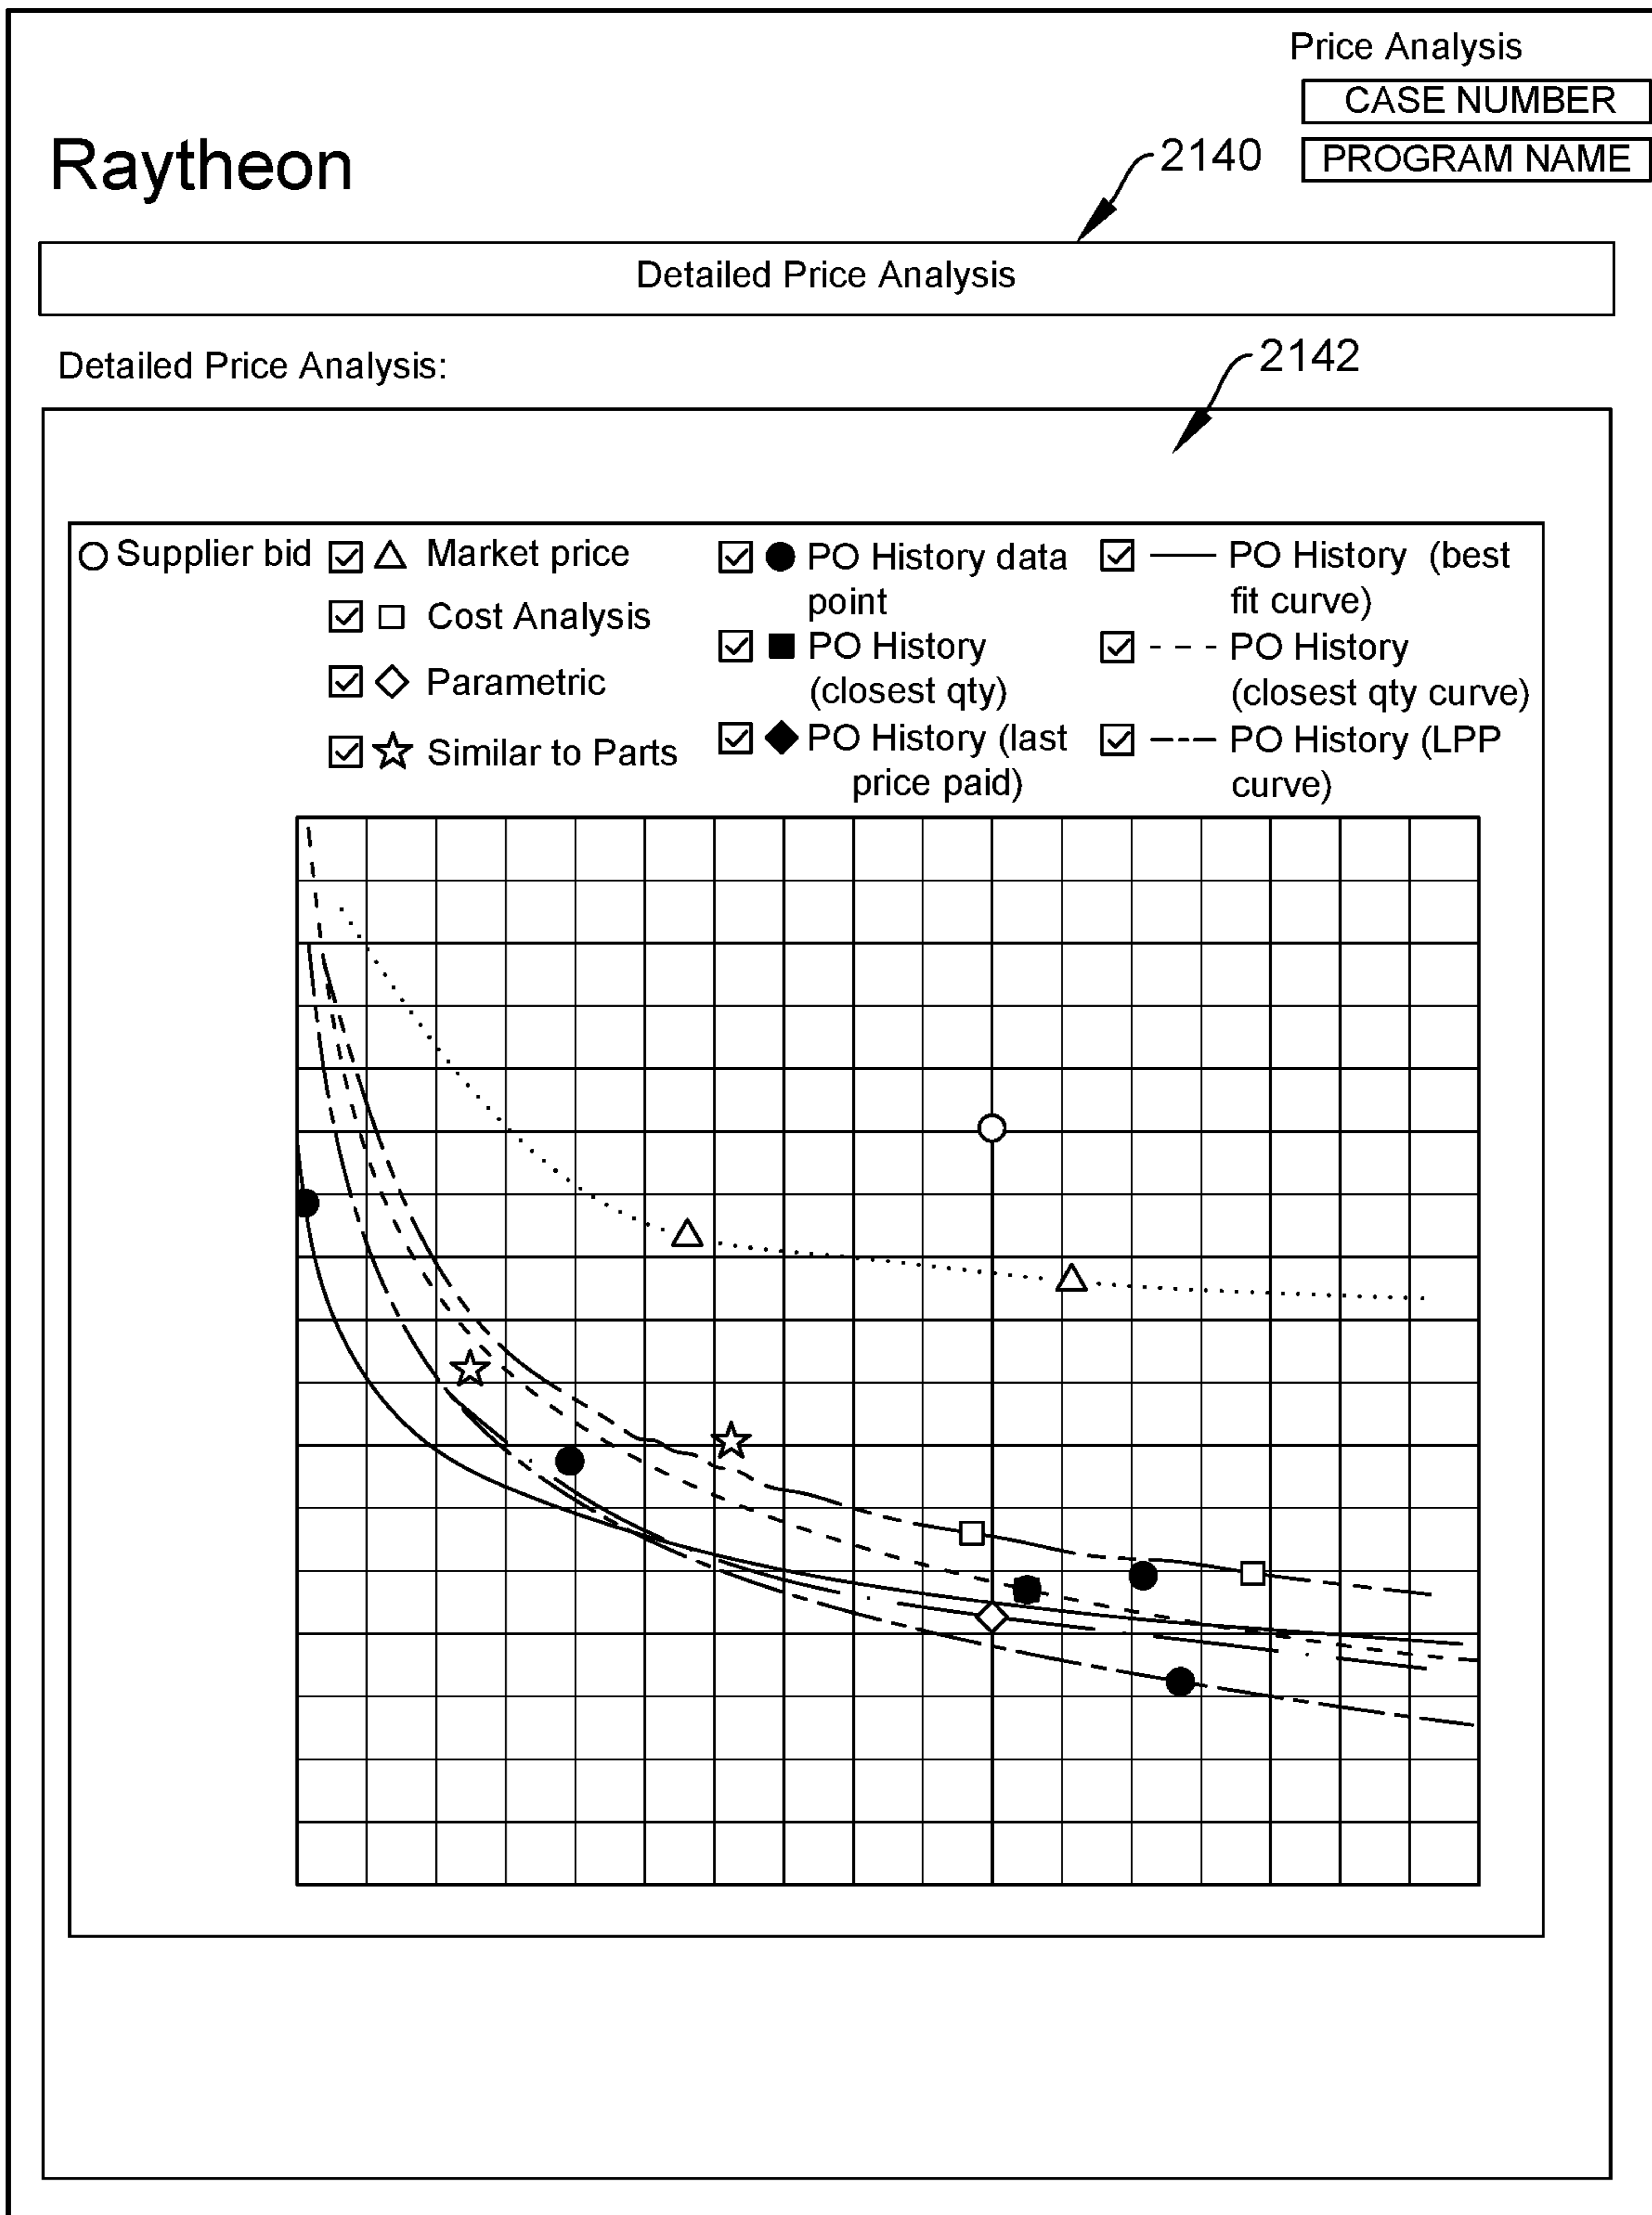 Price Analysis
CASE NUMBER
PROGRAM NAME
Raytheon
2140
Detailed Price Analysis
Detailed Price Analysis:
2142
Supplier bid
Market price
Cost Analysis
Parametric
Similar to Parts
PO History data
point
PO History
(closest qty)
PO History (last
price paid)
PO History (best
fit curve)
PO History
(closest qty curve)
PO History (LPP
curve)